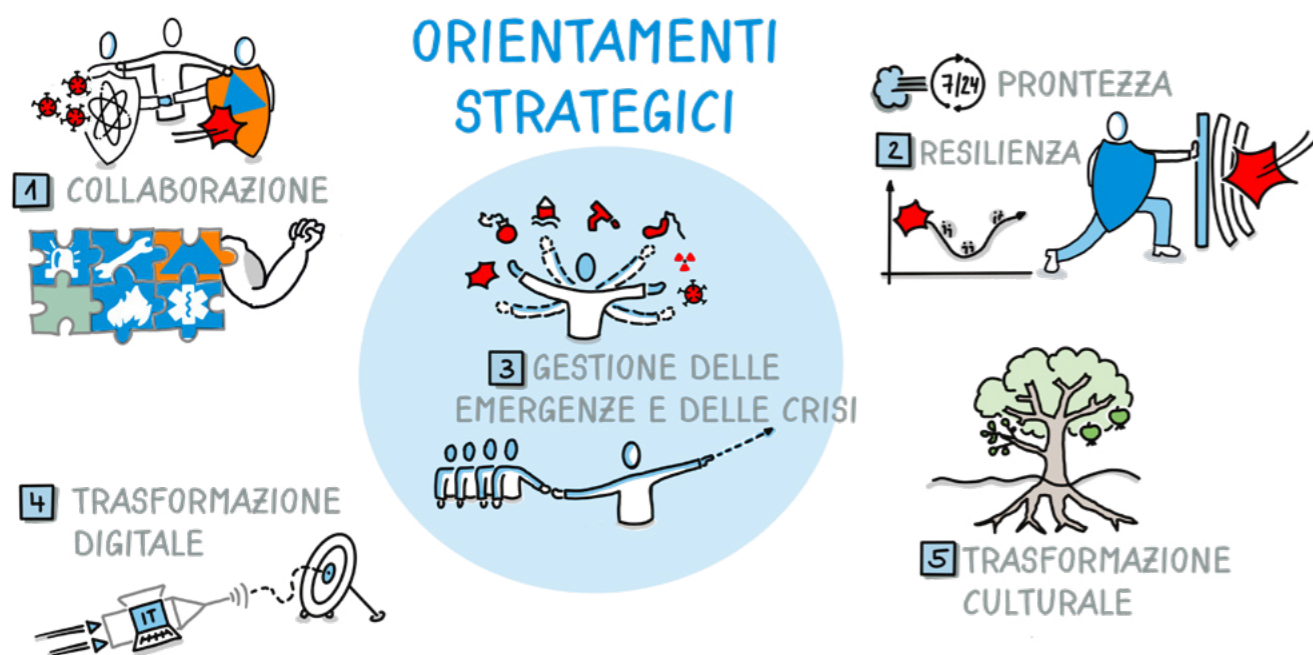 ORIENTAMENTI
STRATEGICI
1 COLLABORAZIONE
7/24 PRONTEZZA
2 RESILIENZA
3 GESTIONE DELLE
EMERGENZE E DELLE CRISI
4 TRASFORMAZIONE
DIGITALE
IT
5 TRASFORMAZIONE
CULTURALE